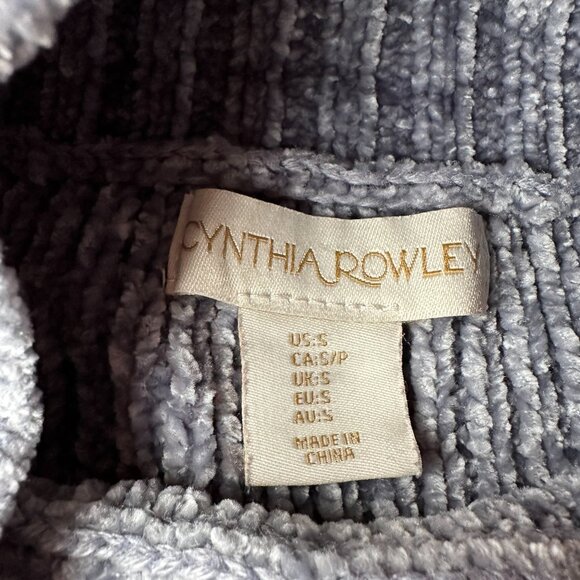 CYNTHIA ROWLEY
US:S
CA:S/P
UK:S
EU:S
AU:S
MADE IN
CHINA